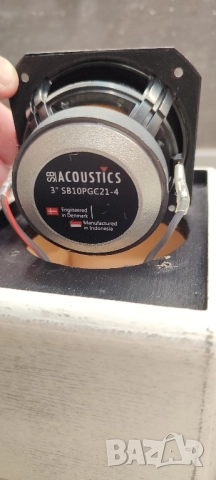 SB ACOUSTICS
3" SB10PGC21-4
Engineered
in Denmark
Manufactured
in Indonesia
BAZAR.bg